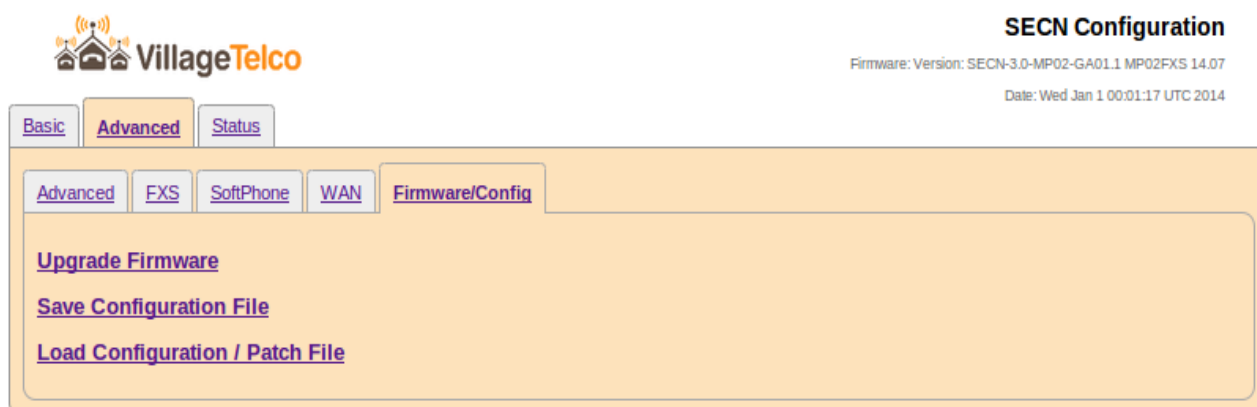 VillageTelco
SECN Configuration
Firmware: Version: SECN-3.0-MP02-GA01.1 MP02FXS 14.07
Date: Wed Jan 1 00:01:17 UTC 2014
Basic Advanced Status
Advanced FXS SoftPhone WAN Firmware/Config
Upgrade Firmware
Save Configuration File
Load Configuration / Patch File